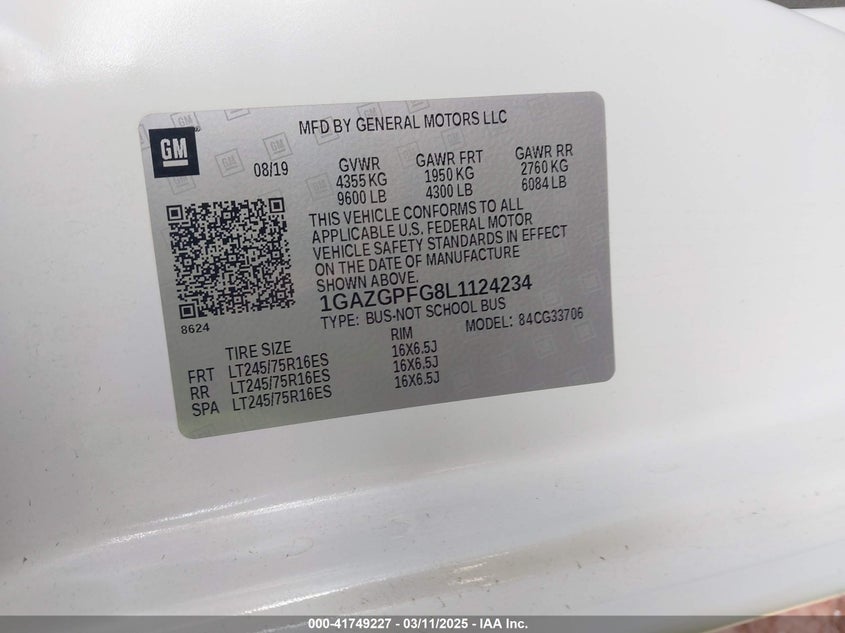 MFD BY GENERAL MOTORS LLC
GM
08/19
GVWR
4355 KG
9600 LB
GAWR FRT
1950 KG
4300 LB
GAWR RR
2760 KG
6084 LB
THIS VEHICLE CONFORMS TO ALL
APPLICABLE U.S. FEDERAL MOTOR
VEHICLE SAFETY STANDARDS IN EFFECT
ON THE DATE OF MANUFACTURE
SHOWN ABOVE.
1GAZGPFG8L1124234
8624
TYPE: BUS-NOT SCHOOL BUS
MODEL: 84CG33706
TIRE SIZE RIM
FRT LT245/75R16ES 16X6.5J
RR LT245/75R16ES 16X6.5J
SPA LT245/75R16ES 16X6.5J
000-41749227 - 03/11/2025 - IAA Inc.